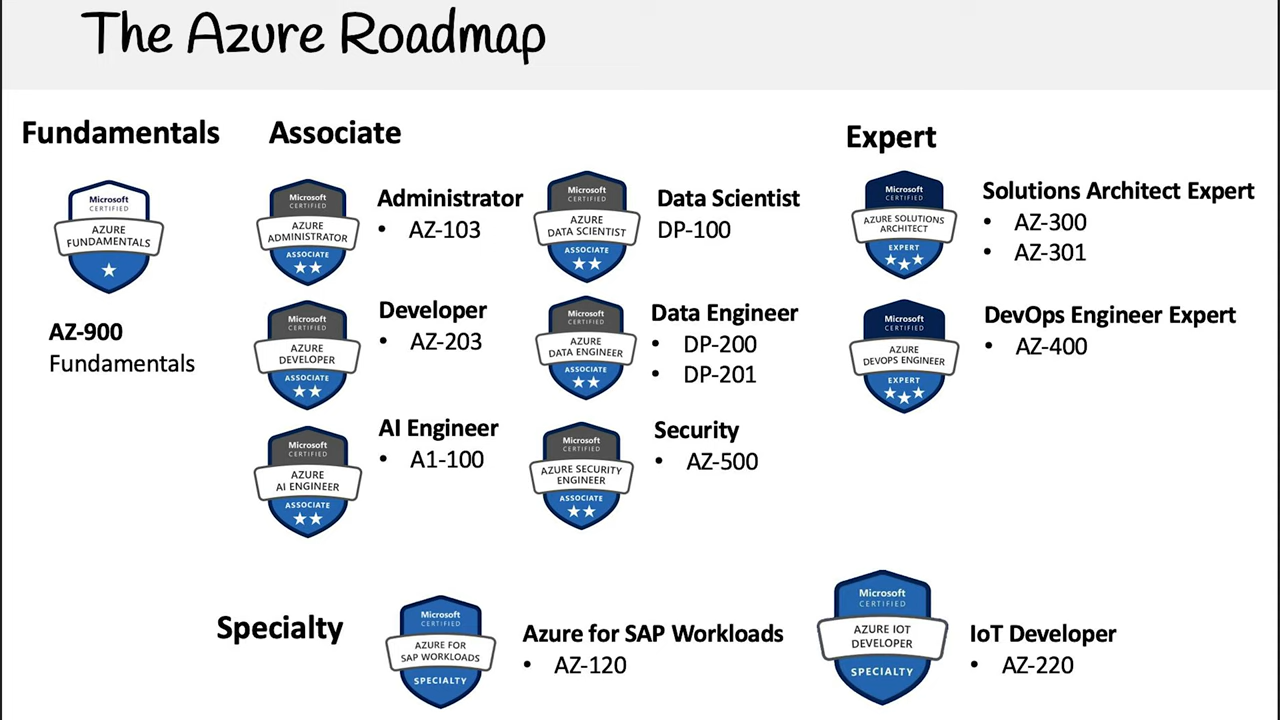 The Azure Roadmap
Fundamentals
Microsoft
CERTIFIED
AZURE
FUNDAMENTALS
AZ-900
Fundamentals
Associate
Microsoft
CERTIFIED
AZURE
ADMINISTRATOR
ASSOCIATE
Administrator
• AZ-103
Microsoft
CERTIFIED
AZURE
DATA SCIENTIST
ASSOCIATE
Data Scientist
DP-100
Microsoft
CERTIFIED
AZURE
DEVELOPER
ASSOCIATE
Developer
• AZ-203
Microsoft
CERTIFIED
AZURE
DATA ENGINEER
ASSOCIATE
Data Engineer
• DP-200
• DP-201
Microsoft
CERTIFIED
AZURE
AI ENGINEER
ASSOCIATE
AI Engineer
• A1-100
Microsoft
CERTIFIED
AZURE SECURITY
ENGINEER
ASSOCIATE
Security
• AZ-500
Expert
Microsoft
CERTIFIED
AZURE SOLUTIONS
ARCHITECT
EXPERT
Solutions Architect Expert
• AZ-300
• AZ-301
Microsoft
CERTIFIED
AZURE
DEVOPS ENGINEER
EXPERT
DevOps Engineer Expert
• AZ-400
Specialty
Microsoft
CERTIFIED
AZURE FOR
SAP WORKLOADS
SPECIALTY
Azure for SAP Workloads
• AZ-120
Microsoft
CERTIFIED
AZURE IOT
DEVELOPER
SPECIALTY
IoT Developer
• AZ-220